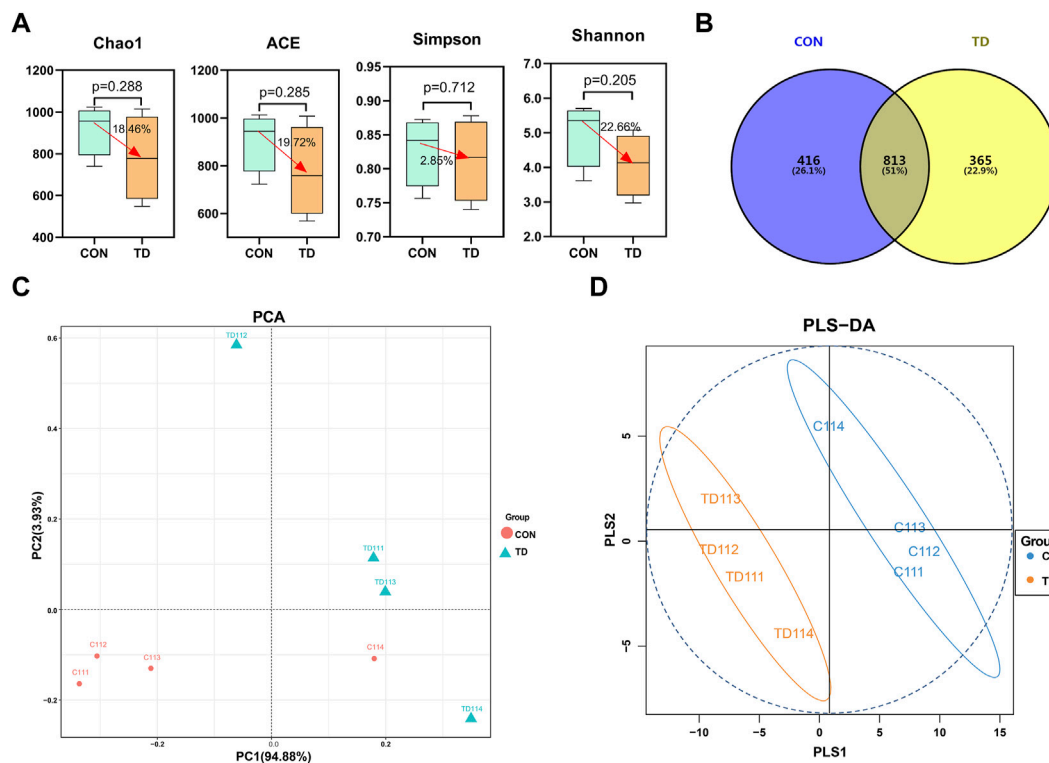 A
Chao1
1200
1000
800
600
400
p=0.288
18.46%
CON TD
ACE
1200
1000
800
600
p=0.285
19.72%
CON TD
Simpson
0.95
0.90
0.85
0.80
0.75
0.70
p=0.712
2.85%
CON TD
Shannon
7.0
6.0
5.0
4.0
3.0
2.0
p=0.205
22.66%
CON TD
B
CON TD
416
(26.1%)
813
(51%)
365
(22.9%)
C
PCA
PC2(3.93%)
0.6
0.4
0.2
0.0
−0.2
TD112
TD111
TD113
C112
C111
C113
C114
TD114
−0.2 0.0 0.2
PC1(94.88%)
Group
CON
TD
D
PLS−DA
PLS2
5
0
−5
C114
TD113
C113
TD112
C112
TD111
C111
TD114
−10 −5 0 5 10 15
PLS1
Grou
C
T